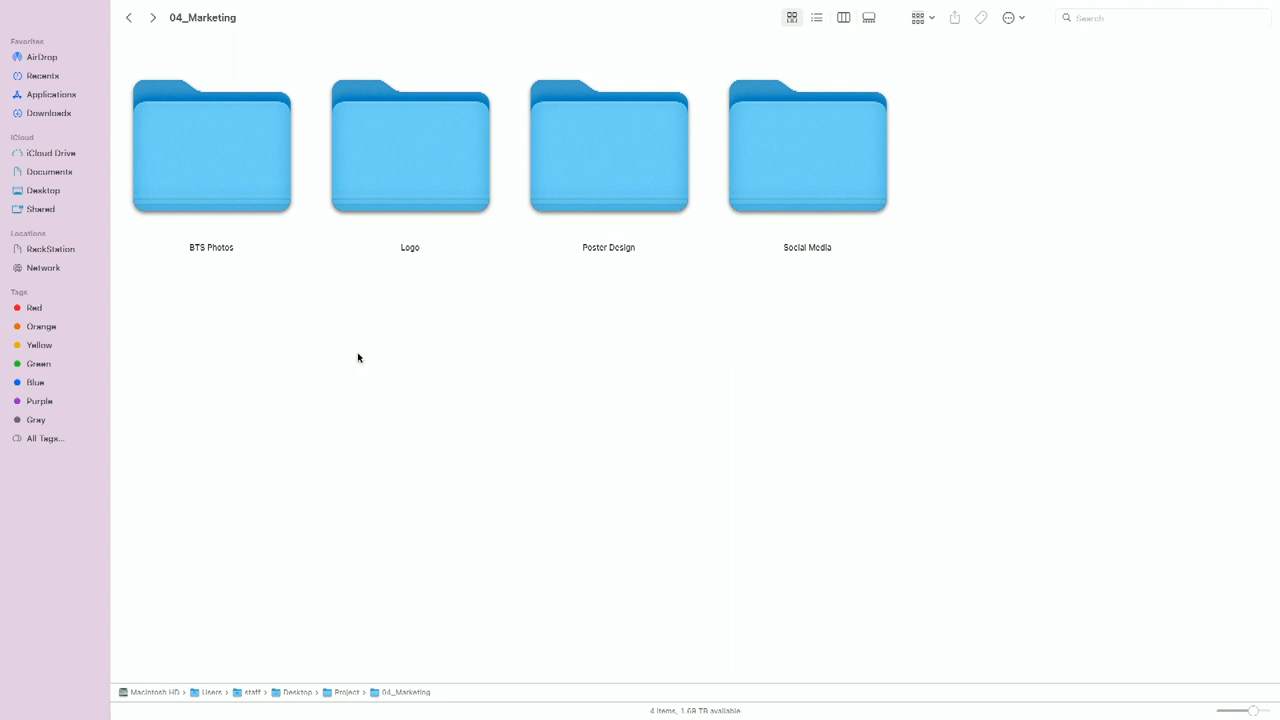 04_Marketing
Search
Favorites
AirDrop
Recents
Applications
Downloads
iCloud
iCloud Drive
Documents
Desktop
Shared
Locations
RackStation
Network
Tags
Red
Orange
Yellow
Green
Blue
Purple
Gray
All Tags...
BTS Photos
Logo
Poster Design
Social Media
Macintosh HD › Users › staff › Desktop › Project › 04_Marketing
4 items, 1.68 TB available